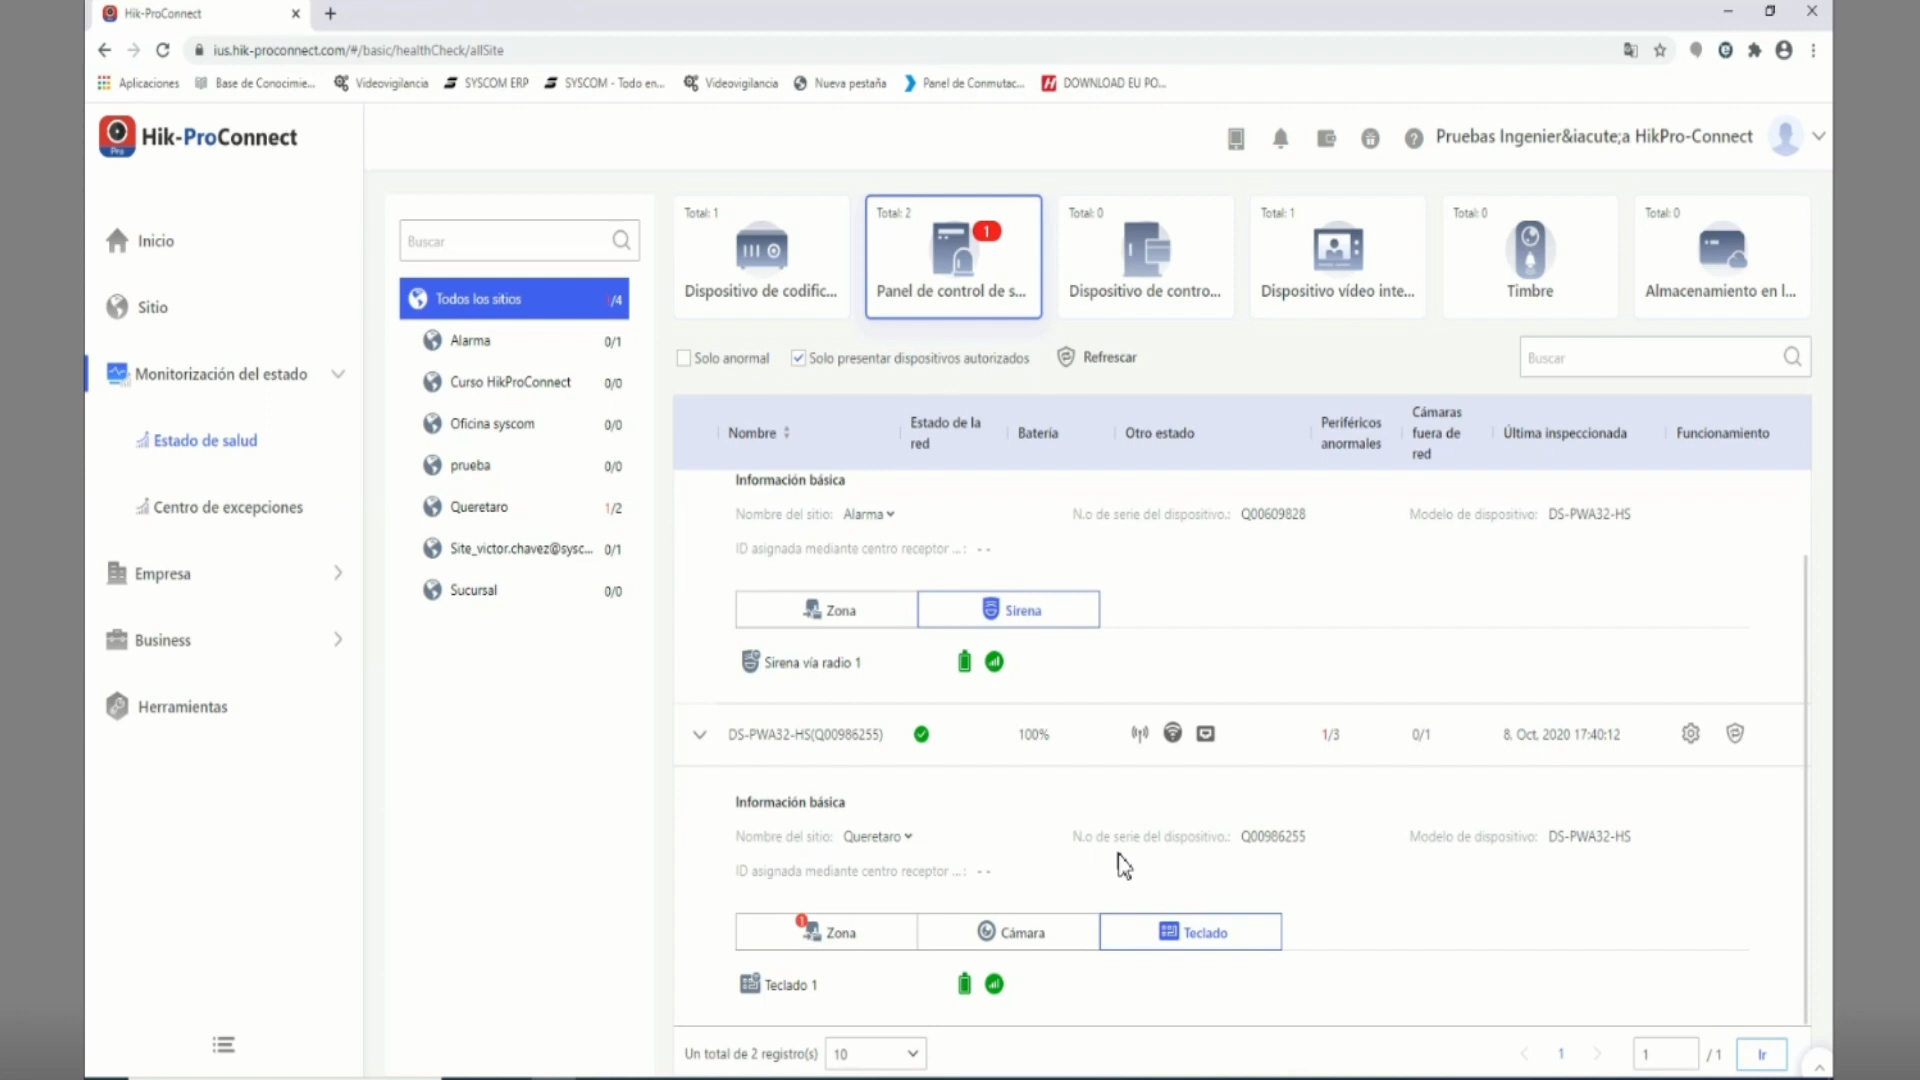 Hik-ProConnect
ius.hik-proconnect.com/#/basic/healthCheck/allSite
Aplicaciones
Base de Conocimie...
Videovigilancia
SYSCOM ERP
SYSCOM - Todo en...
Videovigilancia
Nueva pestaña
Panel de Conmutac...
DOWNLOAD EU PO...
Hik-ProConnect
Pruebas Ingenier&iacute;a HikPro-Connect
Inicio
Sitio
Monitorización del estado
Estado de salud
Centro de excepciones
Empresa
Business
Herramientas
Buscar
Todos los sitios 1/4
Alarma 0/1
Curso HikProConnect 0/0
Oficina syscom 0/0
prueba 0/0
Queretaro 1/2
Site_victor.chavez@sysc... 0/1
Sucursal 0/0
Total: 1
Dispositivo de codific...
Total: 2
1
Panel de control de s...
Total: 0
Dispositivo de contro...
Total: 1
Dispositivo vídeo inte...
Total: 0
Timbre
Total: 0
Almacenamiento en l...
Solo anormal
Solo presentar dispositivos autorizados
Refrescar
Buscar
Nombre
Estado de la red
Batería
Otro estado
Periféricos anormales
Cámaras fuera de red
Última inspeccionada
Funcionamiento
Información básica
Nombre del sitio: Alarma
N.o de serie del dispositivo.: Q00609828
Modelo de dispositivo: DS-PWA32-HS
ID asignada mediante centro receptor ...: - -
Zona
Sirena
Sirena vía radio 1
DS-PWA32-HS(Q00986255) 100% 1/3 0/1 8. Oct. 2020 17:40:12
Información básica
Nombre del sitio: Queretaro
N.o de serie del dispositivo.: Q00986255
Modelo de dispositivo: DS-PWA32-HS
ID asignada mediante centro receptor ...: - -
1
Zona
Cámara
Teclado
Teclado 1
Un total de 2 registro(s) 10
1
1 / 1 Ir